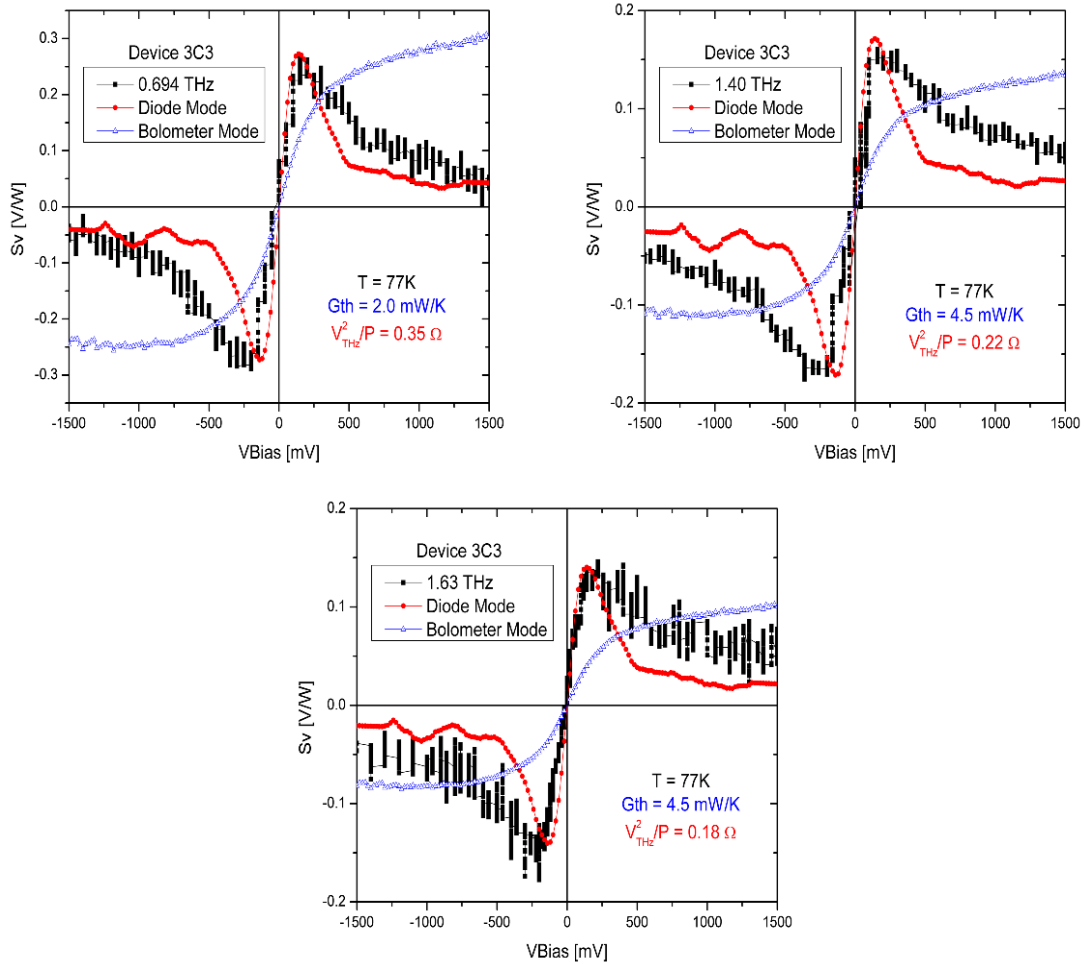 Device 3C3
0.694 THz
Diode Mode
Bolometer Mode
T = 77K
Gth = 2.0 mW/K
V²THz/P = 0.35 Ω
Sv [V/W]
0.3
0.2
0.1
0.0
-0.1
-0.2
-0.3
-1500 -1000 -500 0 500 1000 1500
VBias [mV]
Device 3C3
1.40 THz
Diode Mode
Bolometer Mode
T = 77K
Gth = 4.5 mW/K
V²THz/P = 0.22 Ω
Sv [V/W]
0.2
0.1
0.0
-0.1
-0.2
-1500 -1000 -500 0 500 1000 1500
VBias [mV]
Device 3C3
1.63 THz
Diode Mode
Bolometer Mode
T = 77K
Gth = 4.5 mW/K
V²THz/P = 0.18 Ω
Sv [V/W]
0.2
0.1
0.0
-0.1
-0.2
-1500 -1000 -500 0 500 1000 1500
VBias [mV]